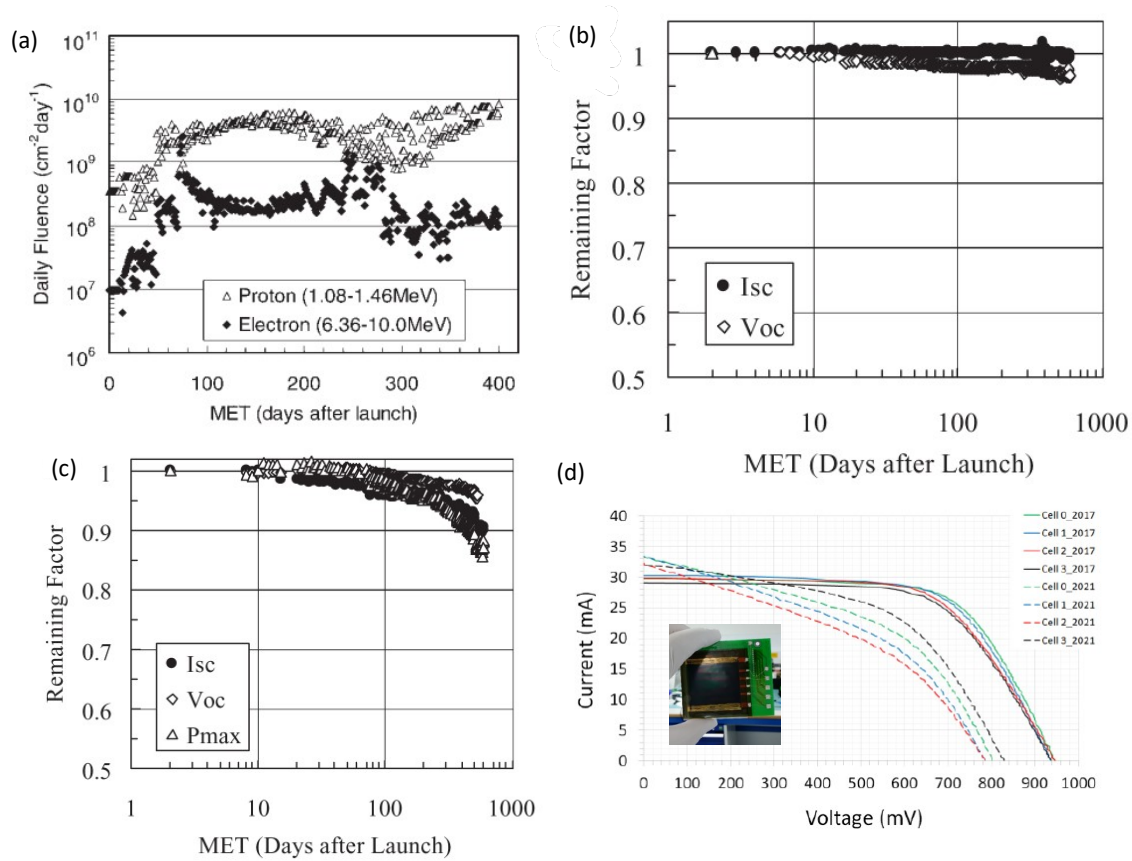 (a)
10^11
10^10
10^9
10^8
10^7
10^6
Daily Fluence (cm^-2 day^-1)
Proton (1.08-1.46MeV)
Electron (6.36-10.0MeV)
0 100 200 300 400
MET (days after launch)
(b)
1
0.9
0.8
0.7
0.6
0.5
Remaining Factor
Isc
Voc
1 10 100 1000
MET (Days after Launch)
(c)
1
0.9
0.8
0.7
0.6
0.5
Remaining Factor
Isc
Voc
Pmax
1 10 100 1000
MET (Days after Launch)
(d)
40
35
30
25
20
15
10
5
0
Current (mA)
Cell 0_2017
Cell 1_2017
Cell 2_2017
Cell 3_2017
Cell 0_2021
Cell 1_2021
Cell 2_2021
Cell 3_2021
0 100 200 300 400 500 600 700 800 900 1000
Voltage (mV)